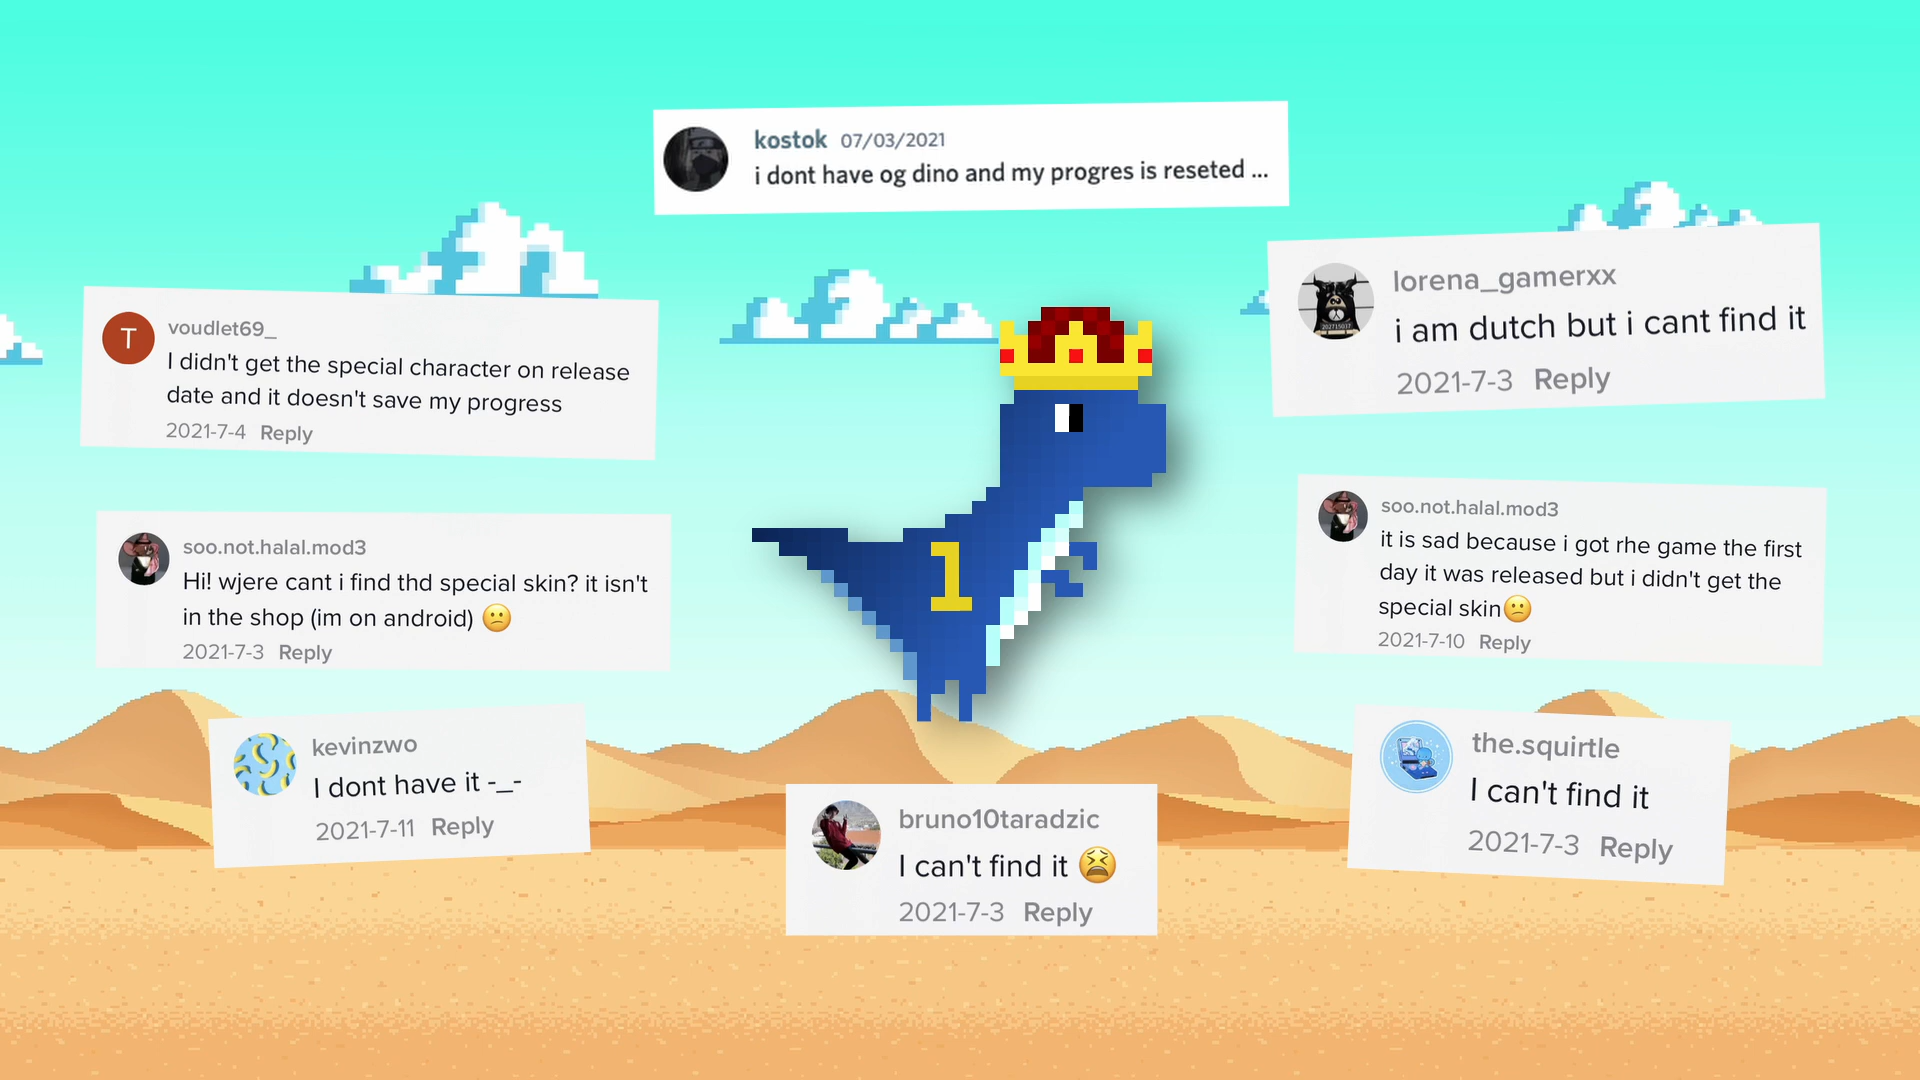 kostok 07/03/2021
i dont have og dino and my progres is reseted ...
voudlet69_
I didn't get the special character on release
date and it doesn't save my progress
2021-7-4 Reply
lorena_gamerxx
i am dutch but i cant find it
2021-7-3 Reply
soo.not.halal.mod3
Hi! wjere cant i find thd special skin? it isn't
in the shop (im on android) 😕
2021-7-3 Reply
1
soo.not.halal.mod3
it is sad because i got rhe game the first
day it was released but i didn't get the
special skin😕
2021-7-10 Reply
kevinzwo
I dont have it -_-
2021-7-11 Reply
bruno10taradzic
I can't find it 😫
2021-7-3 Reply
the.squirtle
I can't find it
2021-7-3 Reply
T